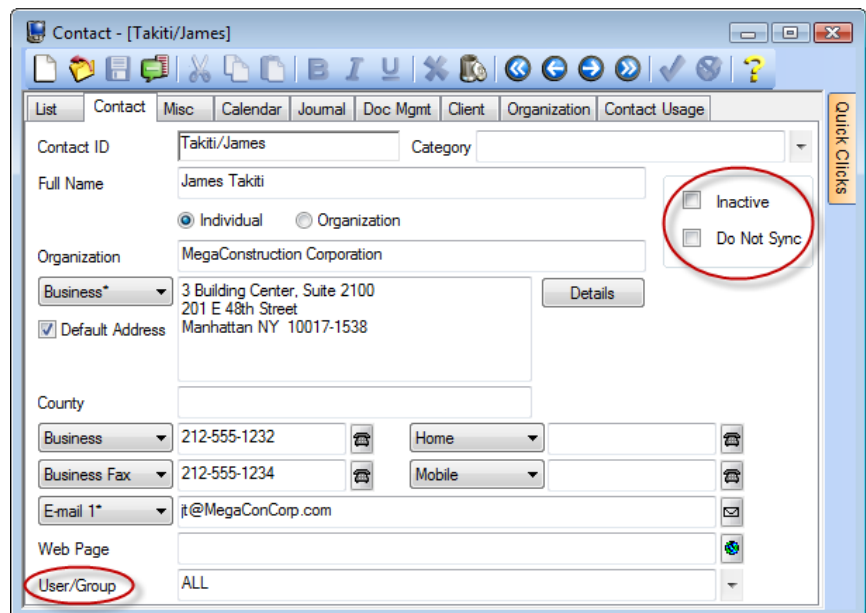 Contact - [Takiti/James]
B I U
List Contact Misc Calendar Journal Doc Mgmt Client Organization Contact Usage
Quick Clicks
Contact ID Takiti/James Category
Full Name James Takiti
Inactive
Individual Organization
Do Not Sync
Organization MegaConstruction Corporation
Business* 3 Building Center, Suite 2100 Details
201 E 48th Street
Default Address Manhattan NY 10017-1538
County
Business 212-555-1232 Home
Business Fax 212-555-1234 Mobile
E-mail 1* jt@MegaConCorp.com
Web Page
User/Group ALL